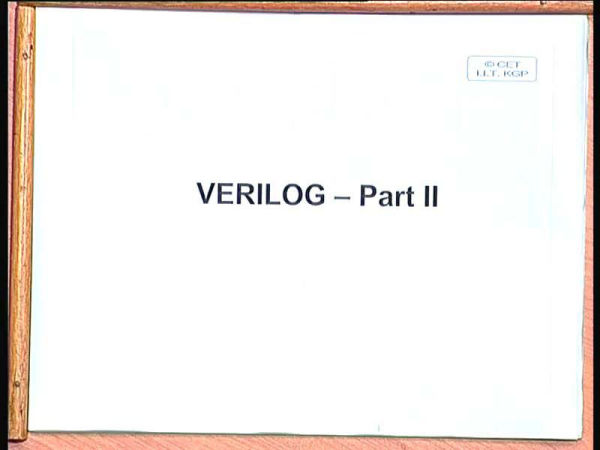 © CET
I.I.T. KGP
VERILOG – Part II